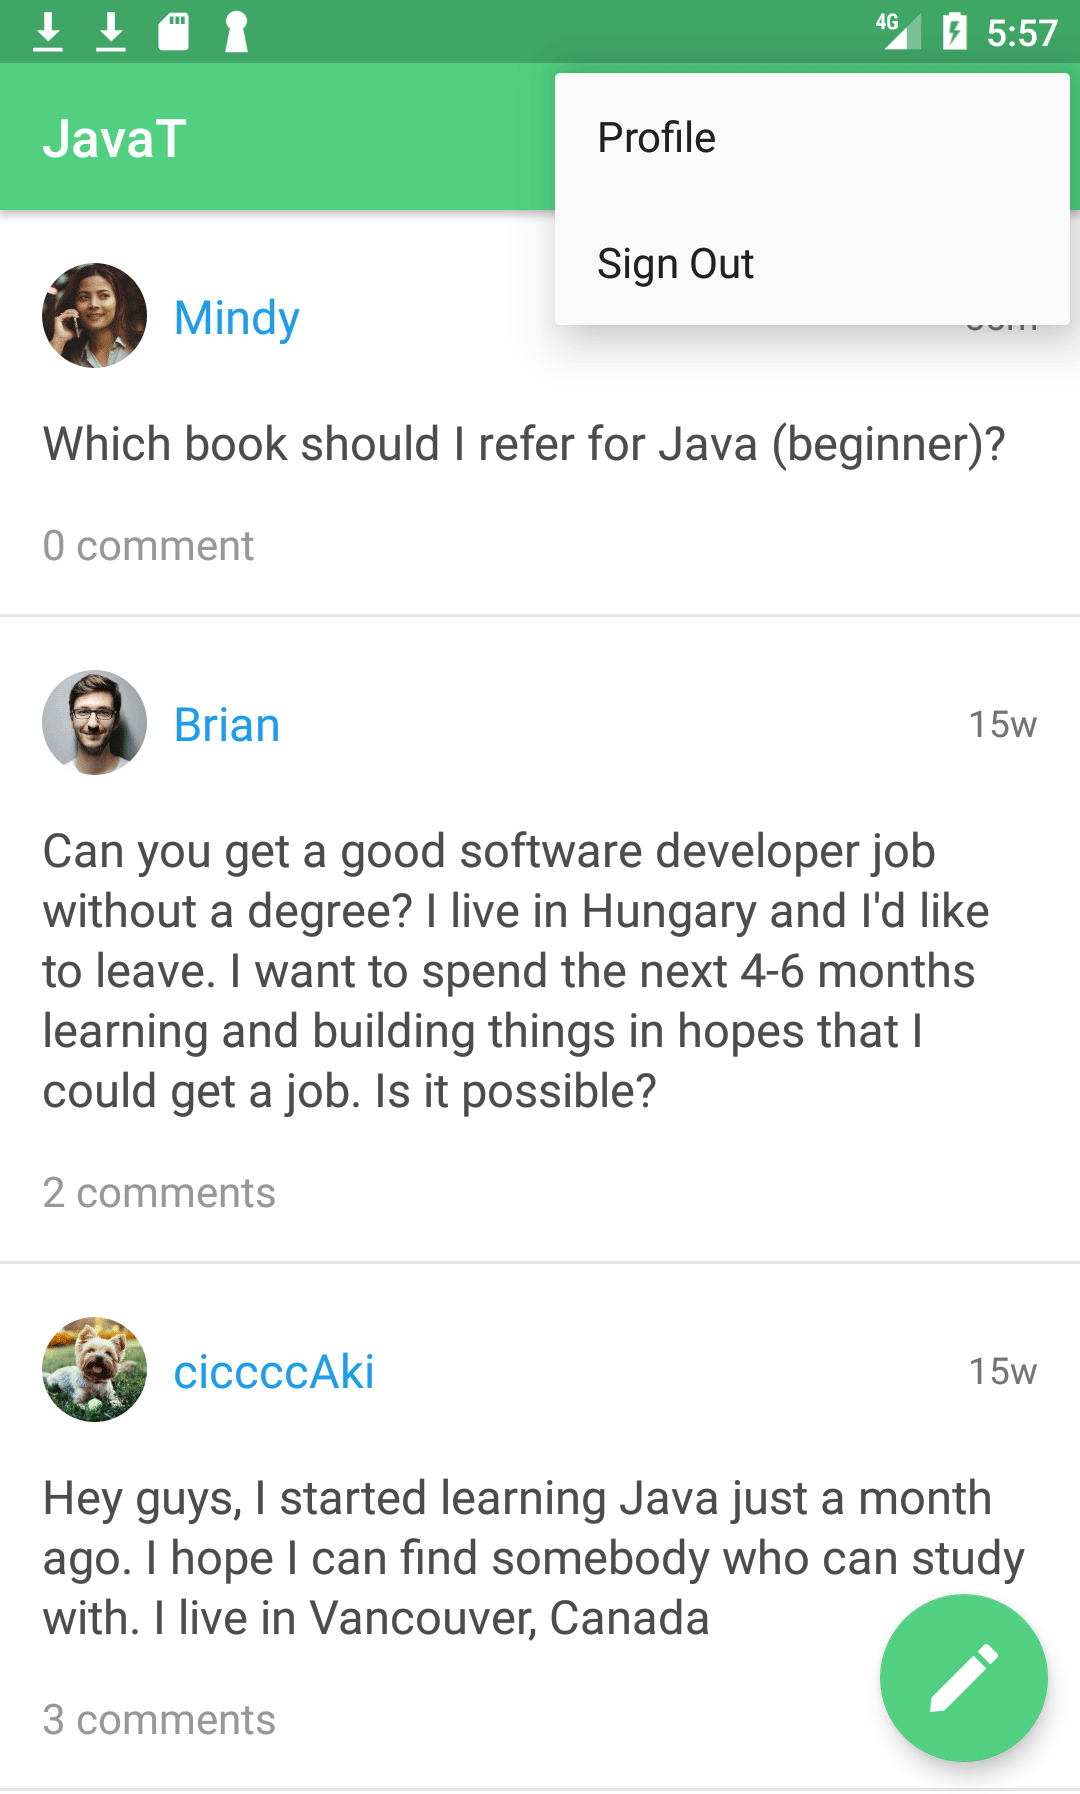 4G 5:57
JavaT
Profile
Sign Out
Mindy
Which book should I refer for Java (beginner)?
0 comment
Brian 15w
Can you get a good software developer job
without a degree? I live in Hungary and I'd like
to leave. I want to spend the next 4-6 months
learning and building things in hopes that I
could get a job. Is it possible?
2 comments
ciccccAki 15w
Hey guys, I started learning Java just a month
ago. I hope I can find somebody who can study
with. I live in Vancouver, Canada
3 comments